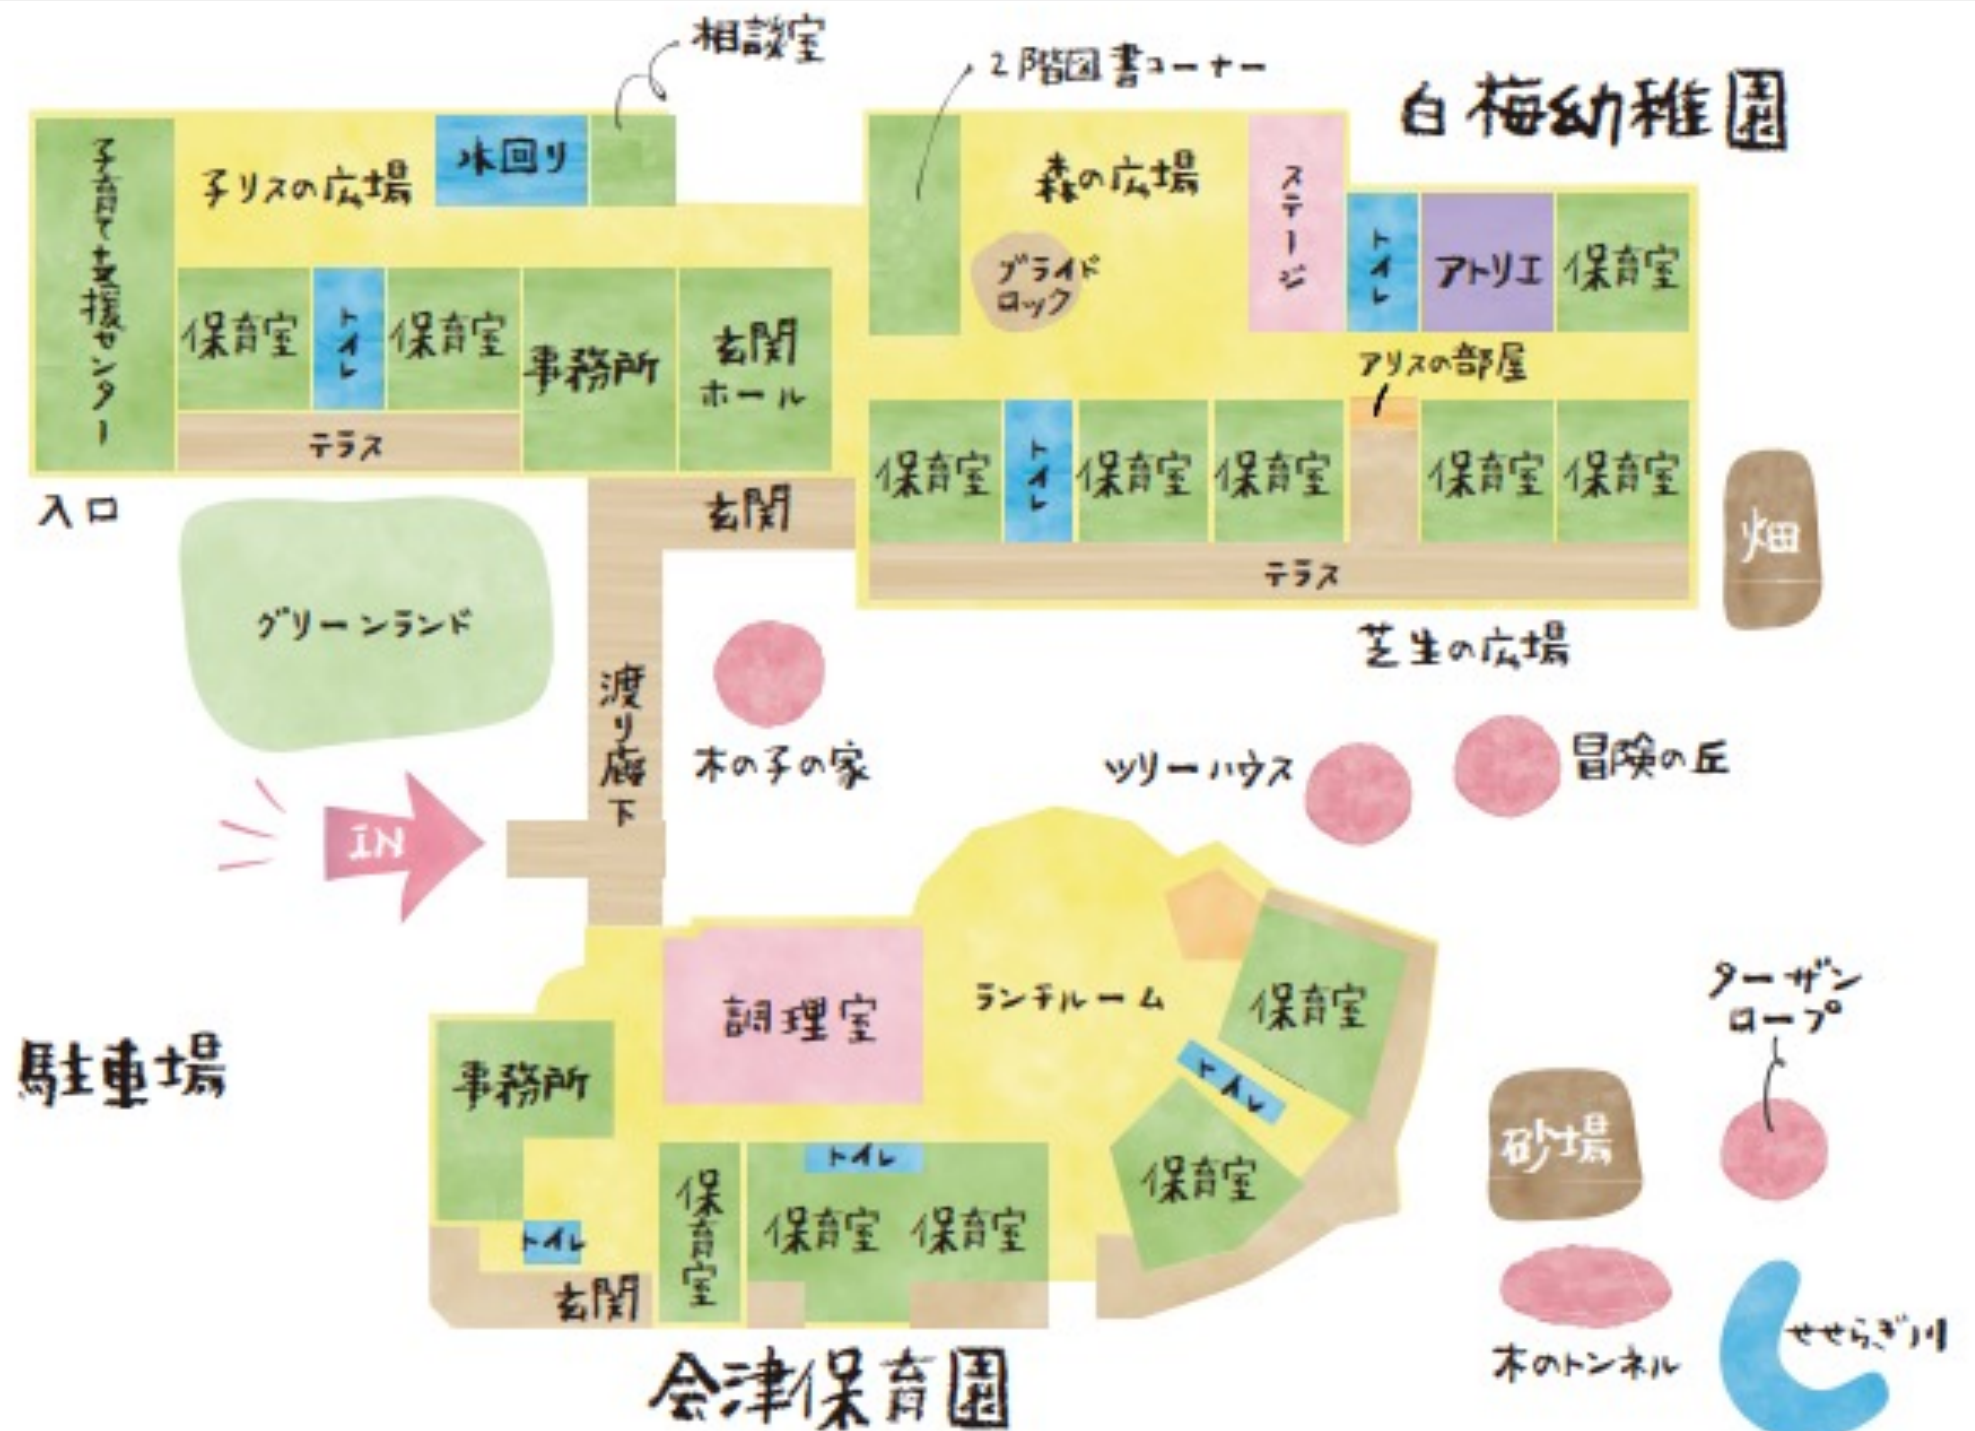 相談室
2階図書コーナー
白梅幼稚園
子育て支援センター
子リスの広場
水回り
森の広場
ステージ
ブライド
ロック
トイレ
アトリエ
保育室
保育室
トイレ
保育室
事務所
玄関
ホール
アリスの部屋
テラス
保育室
トイレ
保育室
保育室
保育室
保育室
入口
玄関
テラス
畑
グリーンランド
芝生の広場
渡り廊下
木の子の家
ツリーハウス
冒険の丘
IN
駐車場
調理室
ランチルーム
保育室
ターザン
ロープ
事務所
トイレ
砂場
トイレ
保育室
保育室
保育室
保育室
トイレ
玄関
木のトンネル
せせらぎ川
会津保育園